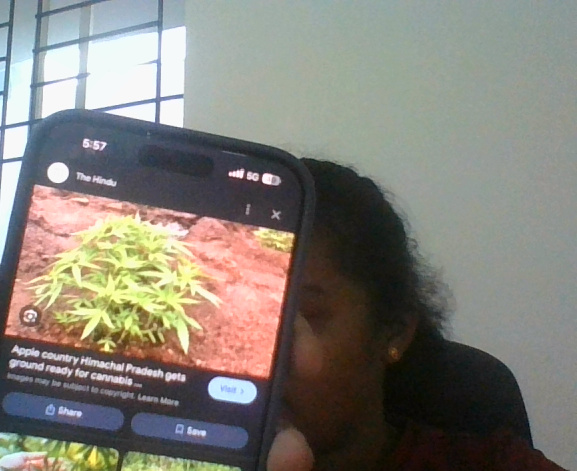 5:57
5G
The Hindu
Apple country Himachal Pradesh gets
ground ready for cannabis...
Images may be subject to copyright. Learn More
Visit >
Share
Save